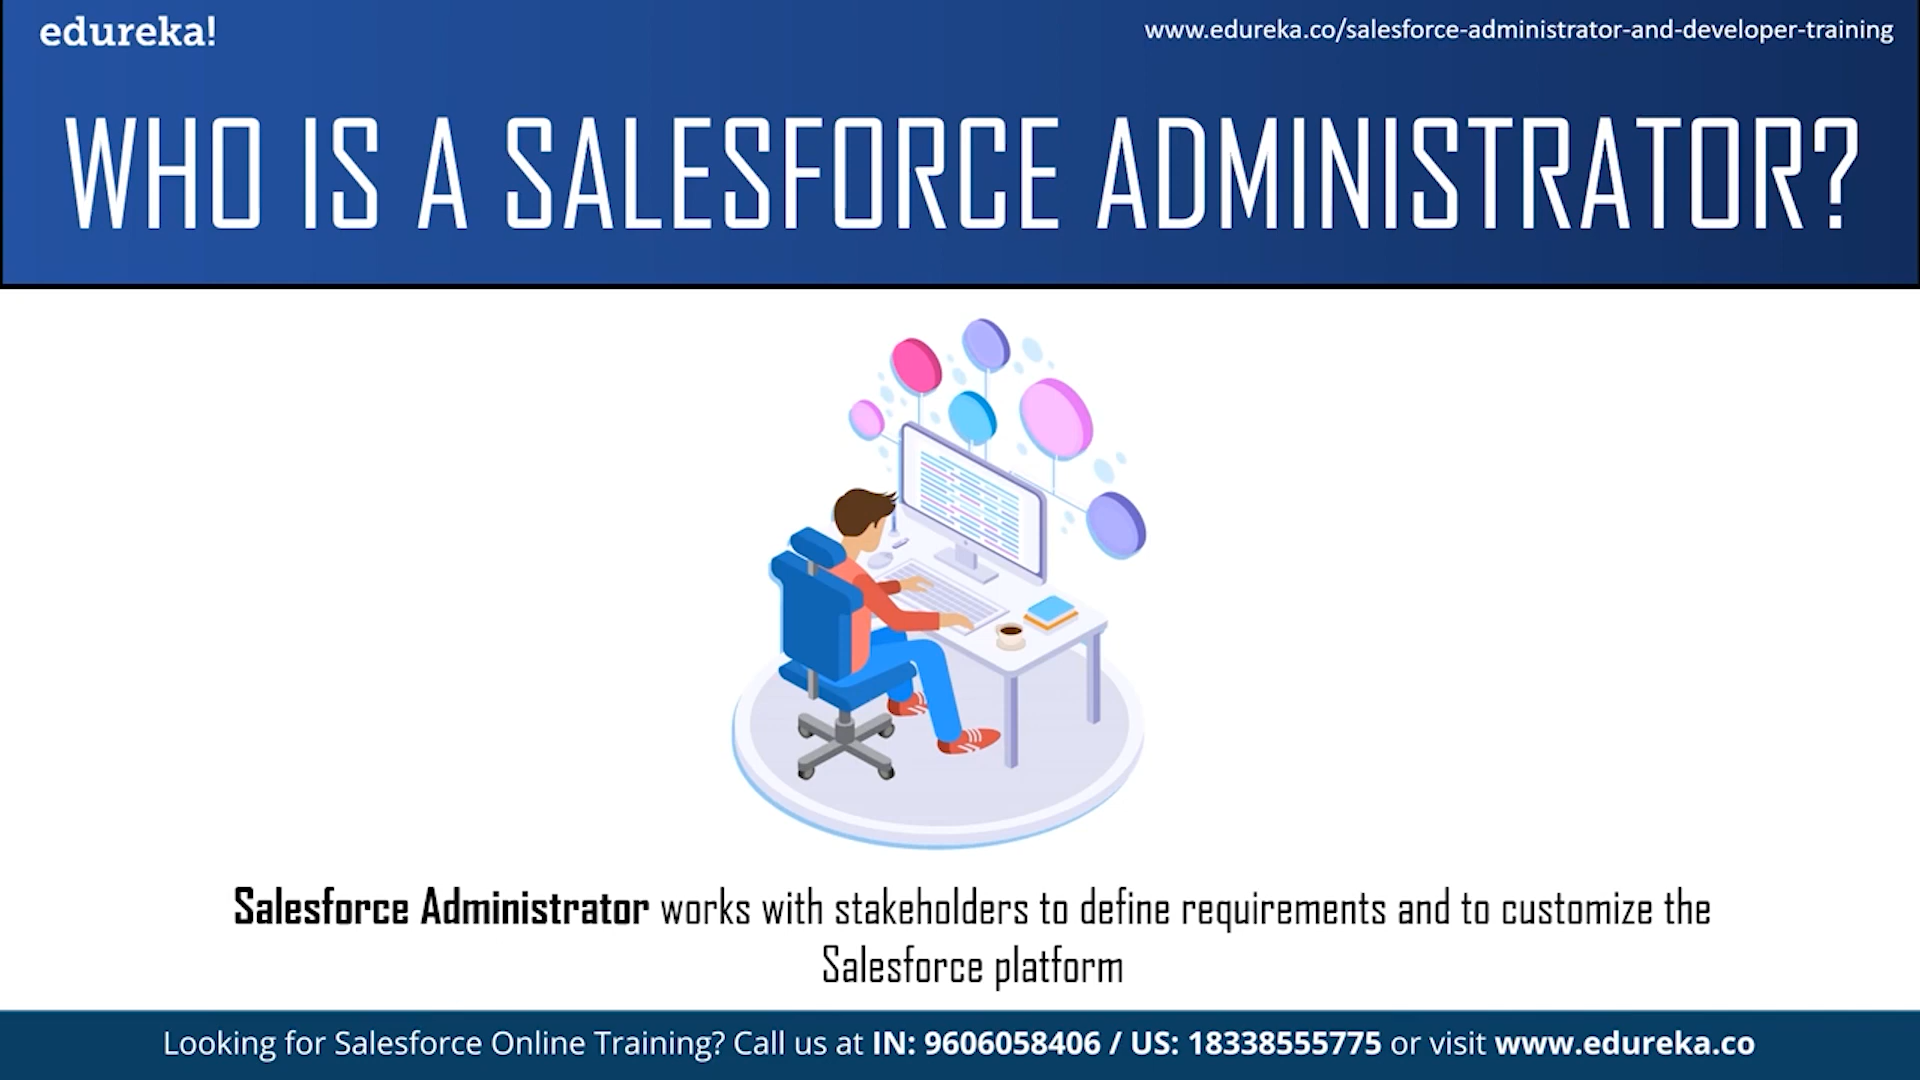 edureka!
www.edureka.co/salesforce-administrator-and-developer-training
WHO IS A SALESFORCE ADMINISTRATOR?
Salesforce Administrator works with stakeholders to define requirements and to customize the
Salesforce platform
Looking for Salesforce Online Training? Call us at IN: 9606058406 / US: 18338555775 or visit www.edureka.co